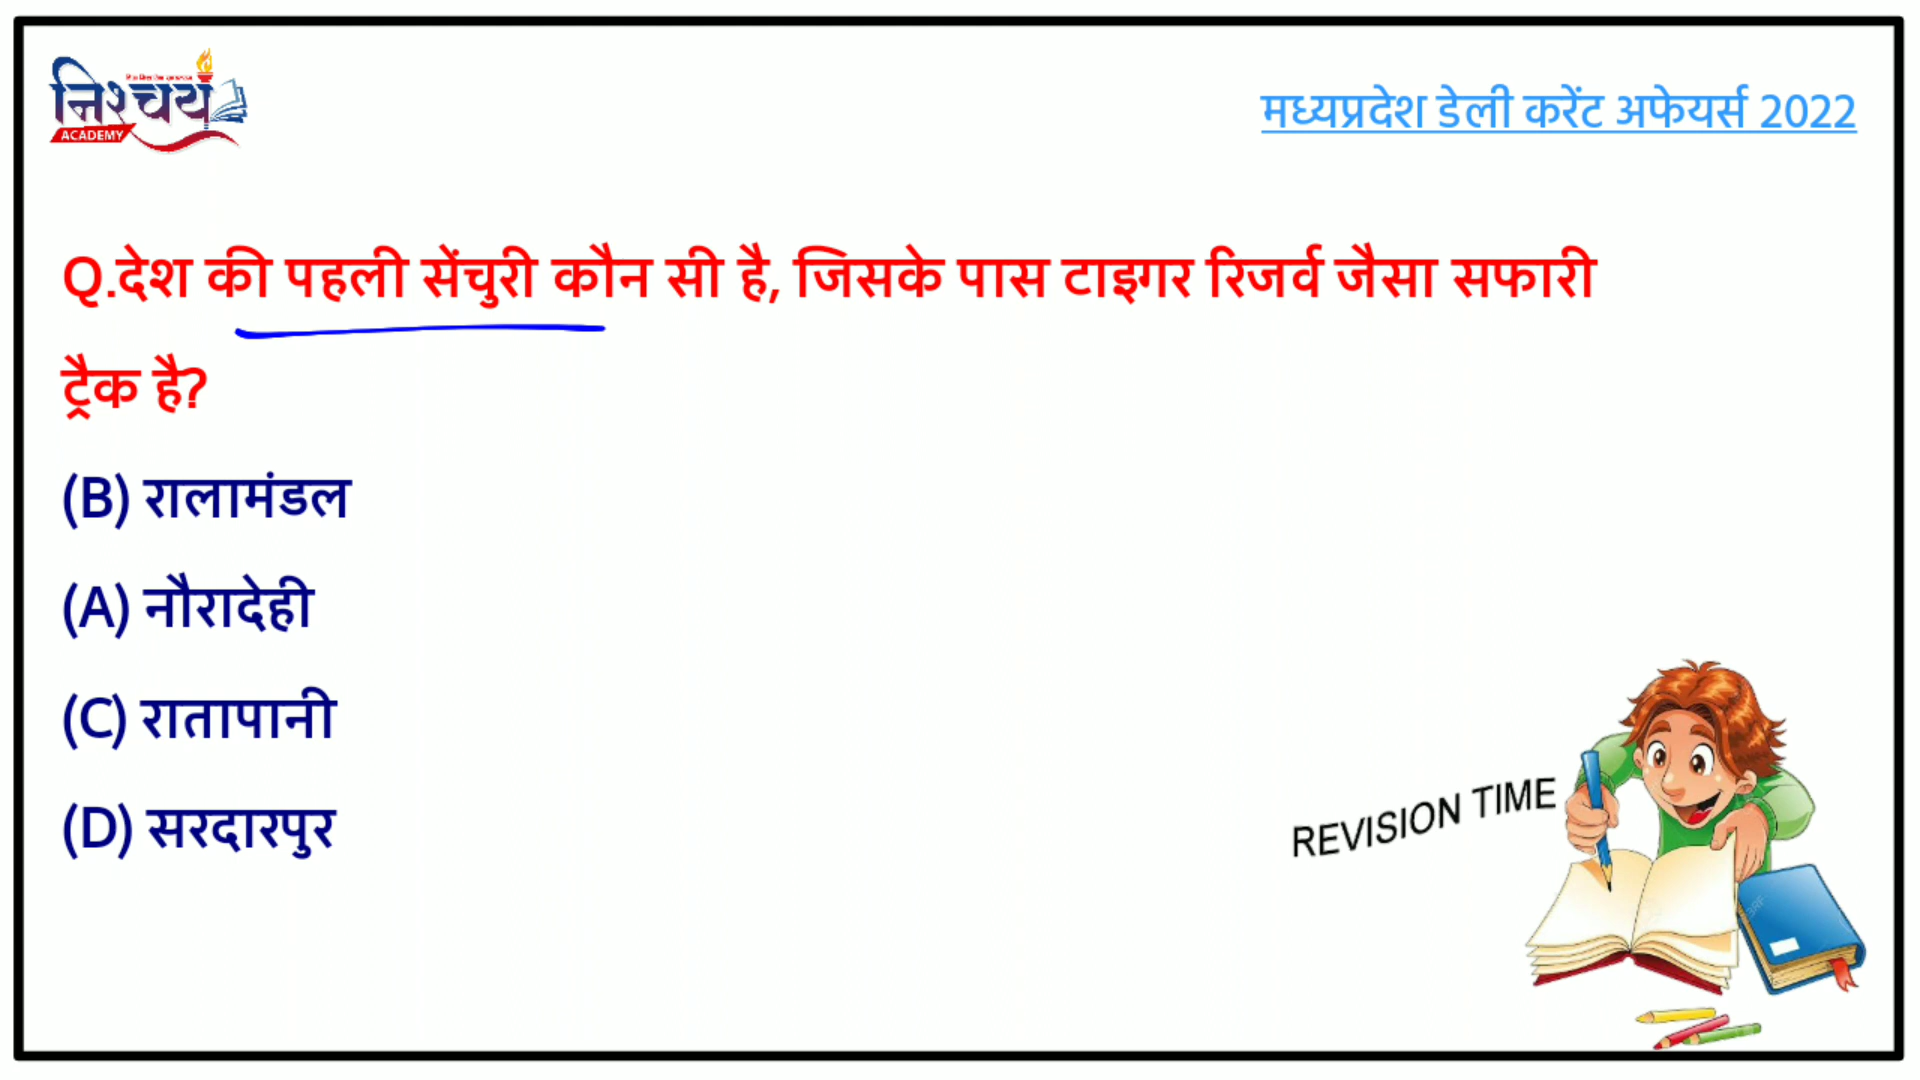 निश्चय
ACADEMY
मध्यप्रदेश डेली करेंट अफेयर्स 2022
Q.देश की पहली सेंचुरी कौन सी है, जिसके पास टाइगर रिजर्व जैसा सफारी
ट्रैक है?
(B) रालामंडल
(A) नौरादेही
(C) रातापानी
(D) सरदारपुर
REVISION TIME